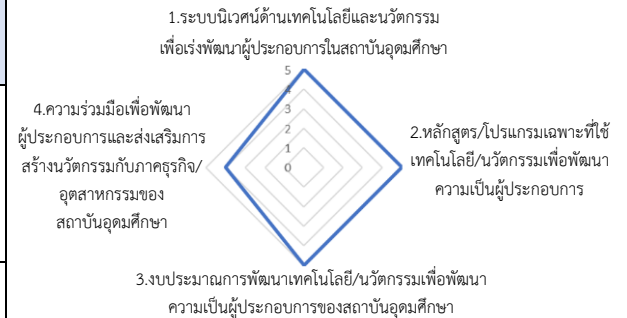 1.ระบบนิเวศน์ด้านเทคโนโลยีและนวัตกรรม
เพื่อเร่งพัฒนาผู้ประกอบการในสถาบันอุดมศึกษา
5
4
3
2
1
0
2.หลักสูตร/โปรแกรมเฉพาะที่ใช้
เทคโนโลยี/นวัตกรรมเพื่อพัฒนา
ความเป็นผู้ประกอบการ
3.งบประมาณการพัฒนาเทคโนโลยี/นวัตกรรมเพื่อพัฒนา
ความเป็นผู้ประกอบการของสถาบันอุดมศึกษา
4.ความร่วมมือเพื่อพัฒนา
ผู้ประกอบการและส่งเสริมการ
สร้างนวัตกรรมกับภาคธุรกิจ/
อุตสาหกรรมของ
สถาบันอุดมศึกษา